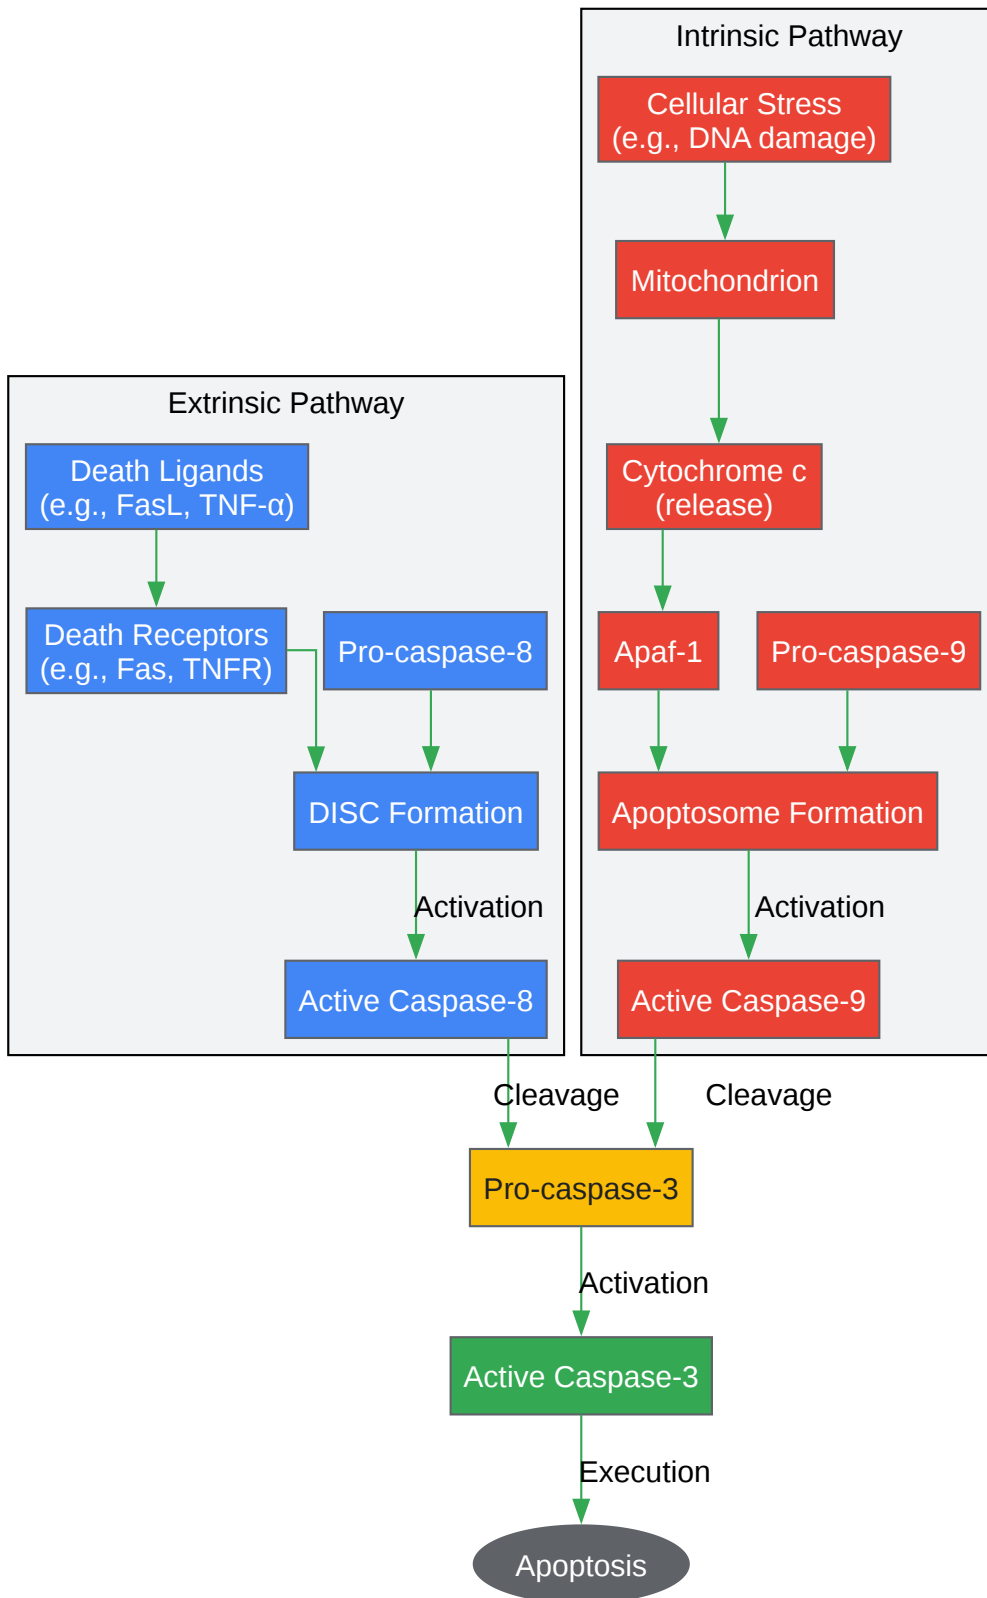 Intrinsic Pathway
Cellular Stress
(e.g., DNA damage)
Mitochondrion
Extrinsic Pathway
Death Ligands
(e.g., FasL, TNF-α)
Cytochrome c
(release)
Death Receptors
(e.g., Fas, TNFR)
Pro-caspase-8
Apaf-1
Pro-caspase-9
DISC Formation
Apoptosome Formation
Activation
Activation
Active Caspase-8
Active Caspase-9
Cleavage
Cleavage
Pro-caspase-3
Activation
Active Caspase-3
Execution
Apoptosis